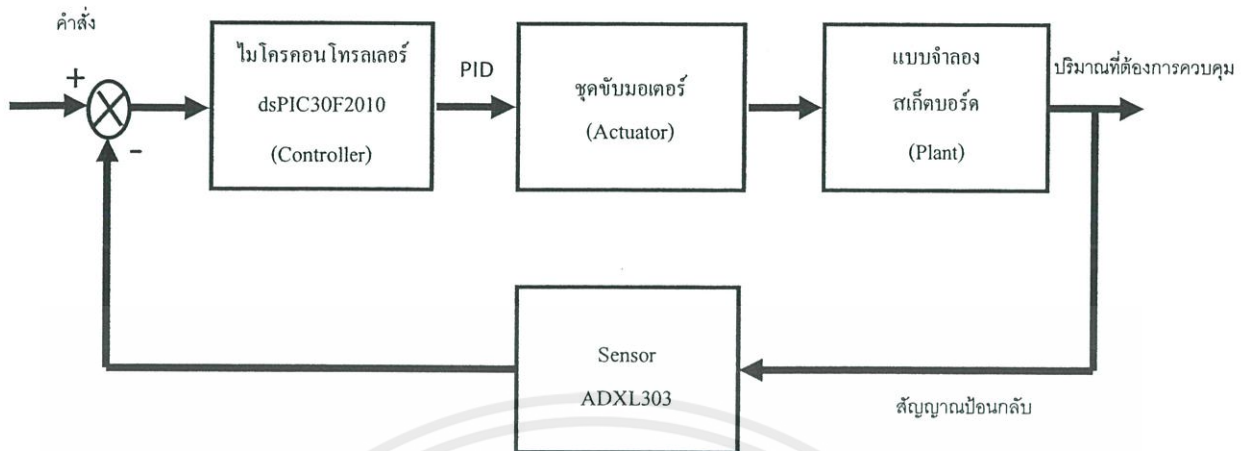 คำสั่ง
+
-
ไมโครคอนโทรลเลอร์
dsPIC30F2010
(Controller)
PID
ชุดขับมอเตอร์
(Actuator)
แบบจำลอง
สเก็ตบอร์ด
(Plant)
ปริมาณที่ต้องการควบคุม
Sensor
ADXL303
สัญญาณป้อนกลับ